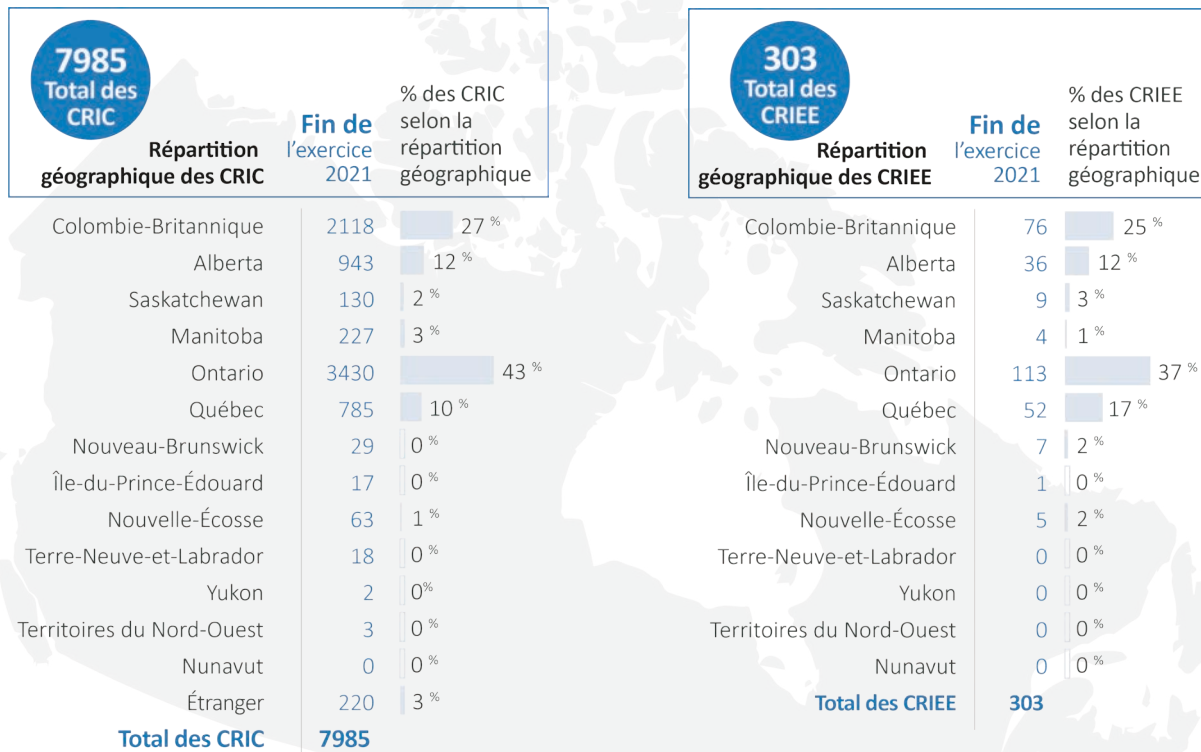 7985
Total des
CRIC
Répartition
géographique des CRIC
Fin de
l'exercice
2021
% des CRIC
selon la
répartition
géographique
Colombie-Britannique 2118 27 %
Alberta 943 12 %
Saskatchewan 130 2 %
Manitoba 227 3 %
Ontario 3430 43 %
Québec 785 10 %
Nouveau-Brunswick 29 0 %
Île-du-Prince-Édouard 17 0 %
Nouvelle-Écosse 63 1 %
Terre-Neuve-et-Labrador 18 0 %
Yukon 2 0%
Territoires du Nord-Ouest 3 0 %
Nunavut 0 0 %
Étranger 220 3 %
Total des CRIC 7985
303
Total des
CRIEE
Répartition
géographique des CRIEE
Fin de
l'exercice
2021
% des CRIEE
selon la
répartition
géographique
Colombie-Britannique 76 25 %
Alberta 36 12 %
Saskatchewan 9 3 %
Manitoba 4 1 %
Ontario 113 37 %
Québec 52 17 %
Nouveau-Brunswick 7 2 %
Île-du-Prince-Édouard 1 0 %
Nouvelle-Écosse 5 2 %
Terre-Neuve-et-Labrador 0 0 %
Yukon 0 0 %
Territoires du Nord-Ouest 0 0 %
Nunavut 0 0 %
Total des CRIEE 303